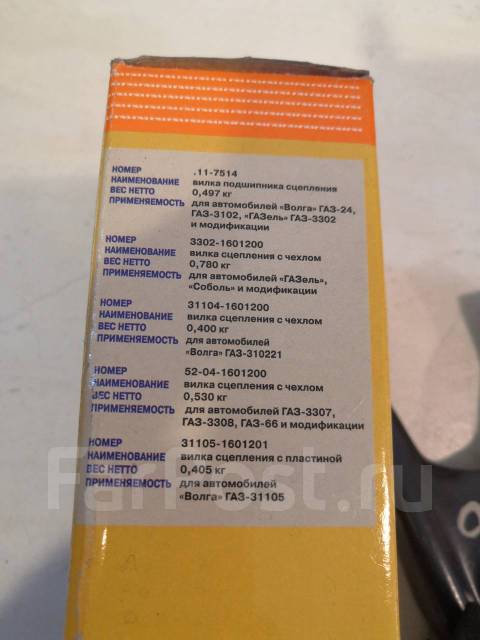 НОМЕР .11-7514
НАИМЕНОВАНИЕ вилка подшипника сцепления
ВЕС НЕТТО 0,497 кг
ПРИМЕНЯЕМОСТЬ для автомобилей «Волга» ГАЗ-24,
ГАЗ-3102, «ГАЗель» ГАЗ-3302
и модификации
НОМЕР 3302-1601200
НАИМЕНОВАНИЕ вилка сцепления с чехлом
ВЕС НЕТТО 0,780 кг
ПРИМЕНЯЕМОСТЬ для автомобилей «ГАЗель»,
«Соболь» и модификации
НОМЕР 31104-1601200
НАИМЕНОВАНИЕ вилка сцепления с чехлом
ВЕС НЕТТО 0,400 кг
ПРИМЕНЯЕМОСТЬ для автомобилей
«Волга» ГАЗ-310221
НОМЕР 52-04-1601200
НАИМЕНОВАНИЕ вилка сцепления с чехлом
ВЕС НЕТТО 0,530 кг
ПРИМЕНЯЕМОСТЬ для автомобилей ГАЗ-3307,
ГАЗ-3308, ГАЗ-66 и модификации
НОМЕР 31105-1601201
НАИМЕНОВАНИЕ вилка сцепления с пластиной
ВЕС НЕТТО 0,405 кг
ПРИМЕНЯЕМОСТЬ для автомобилей
«Волга» ГАЗ-31105
FarPost.ru